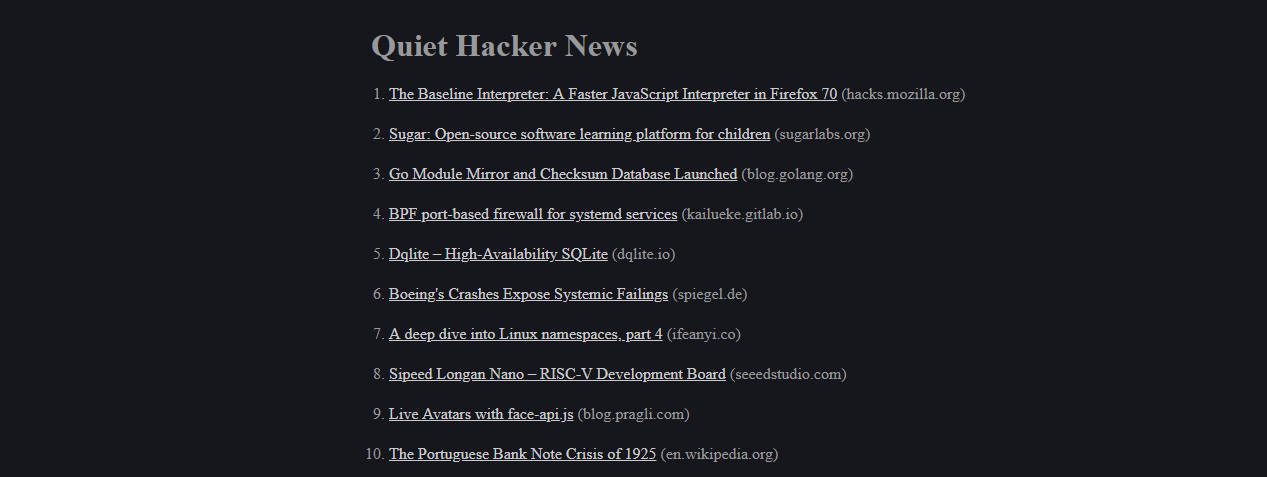 Quiet Hacker News
1. The Baseline Interpreter: A Faster JavaScript Interpreter in Firefox 70 (hacks.mozilla.org)
2. Sugar: Open-source software learning platform for children (sugarlabs.org)
3. Go Module Mirror and Checksum Database Launched (blog.golang.org)
4. BPF port-based firewall for systemd services (kailueke.gitlab.io)
5. Dqlite – High-Availability SQLite (dqlite.io)
6. Boeing's Crashes Expose Systemic Failings (spiegel.de)
7. A deep dive into Linux namespaces, part 4 (ifeanyi.co)
8. Sipeed Longan Nano – RISC-V Development Board (seeedstudio.com)
9. Live Avatars with face-api.js (blog.pragli.com)
10. The Portuguese Bank Note Crisis of 1925 (en.wikipedia.org)